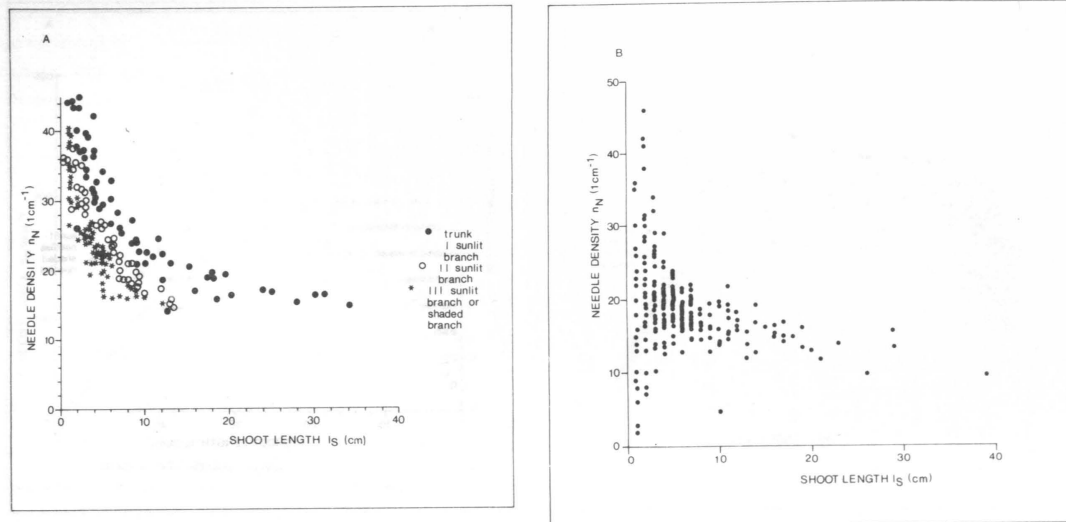 A
40
30
20
10
0
NEEDLE DENSITY nN (1cm⁻¹)
0 10 20 30 40
SHOOT LENGTH lS (cm)
trunk
I sunlit
branch
II sunlit
branch
III sunlit
branch or
shaded
branch
B
50
40
30
20
10
0
NEEDLE DENSITY nN (1cm⁻¹)
0 10 20 30 40
SHOOT LENGTH lS (cm)